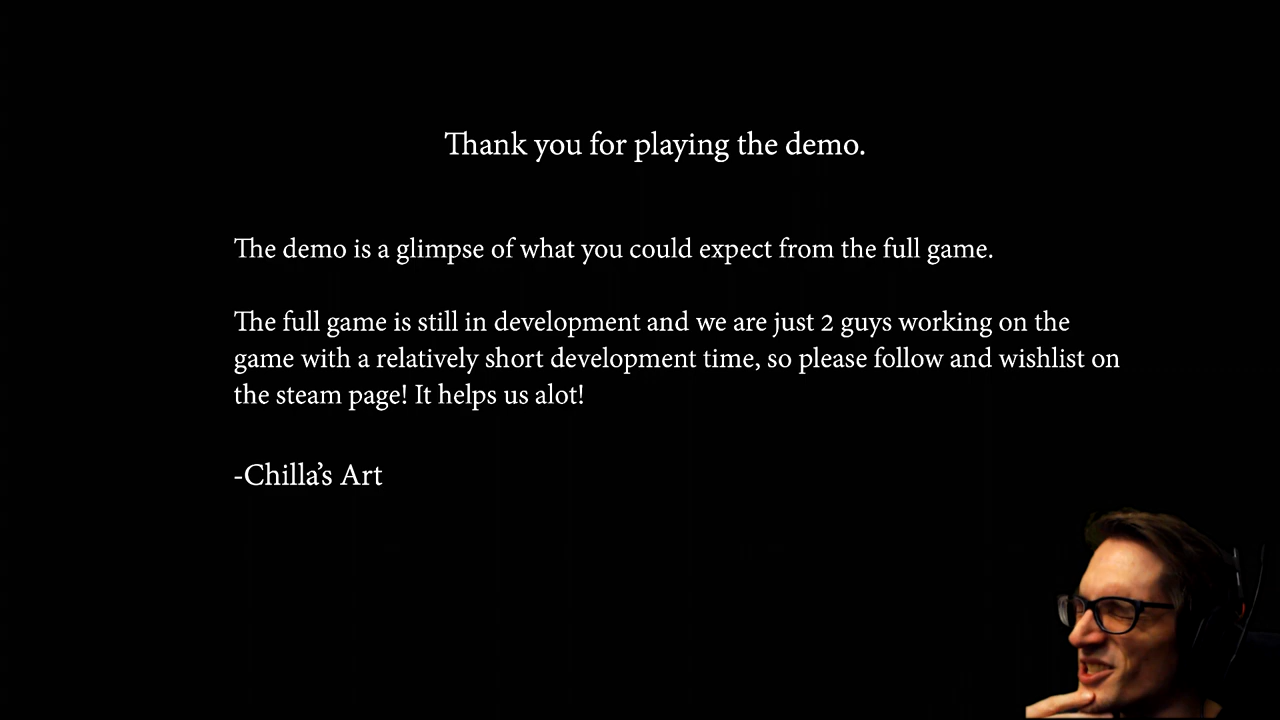 Thank you for playing the demo.
The demo is a glimpse of what you could expect from the full game.
The full game is still in development and we are just 2 guys working on the
game with a relatively short development time, so please follow and wishlist on
the steam page! It helps us alot!
-Chilla’s Art